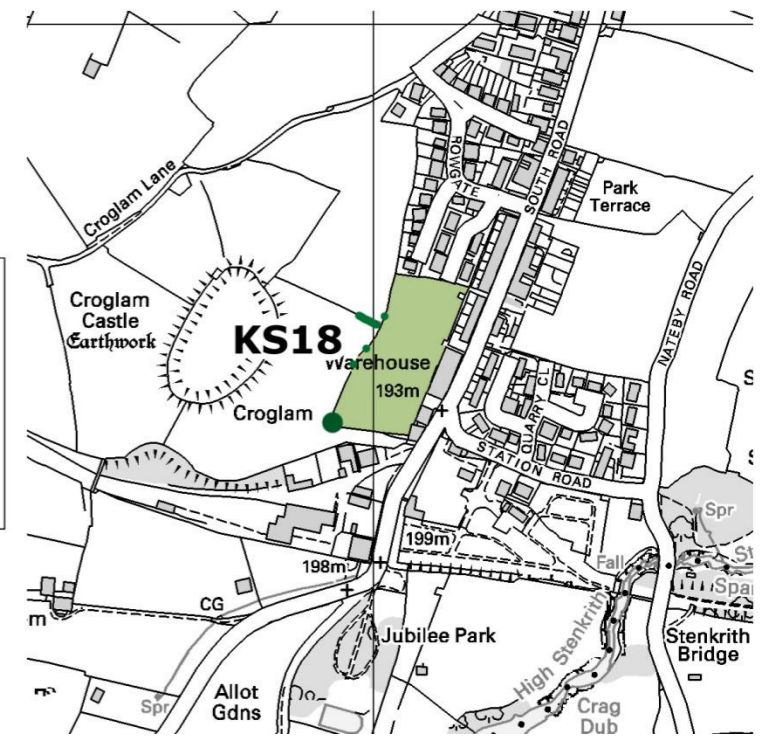 Croglam Lane
ROWGATE
SOUTH ROAD
Park
Terrace
Croglam
Castle
Earthwork
KS18
Warehouse
193m
Croglam
NATEBY ROAD
QUARRY CL
STATION ROAD
Spr
199m
198m
Fall
CG
Jubilee Park
High Stenkrith
Stenkrith
Bridge
Allot
Gdns
Spr
Crag
Dub